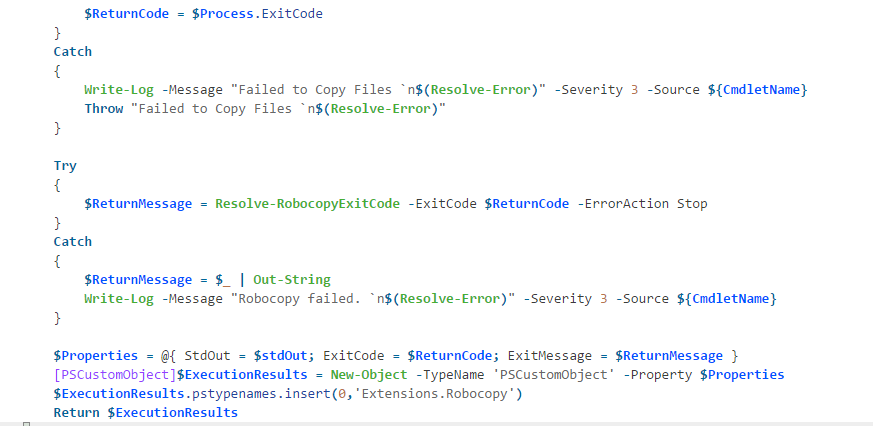 $ReturnCode = $Process.ExitCode
}
Catch
{
Write-Log -Message "Failed to Copy Files `n$(Resolve-Error)" -Severity 3 -Source ${CmdletName}
Throw "Failed to Copy Files `n$(Resolve-Error)"
}
Try
{
$ReturnMessage = Resolve-RobocopyExitCode -ExitCode $ReturnCode -ErrorAction Stop
}
Catch
{
$ReturnMessage = $_ | Out-String
Write-Log -Message "Robocopy failed. `n$(Resolve-Error)" -Severity 3 -Source ${CmdletName}
}
$Properties = @{ StdOut = $stdOut; ExitCode = $ReturnCode; ExitMessage = $ReturnMessage }
[PSCustomObject]$ExecutionResults = New-Object -TypeName 'PSCustomObject' -Property $Properties
$ExecutionResults.pstypenames.insert(0,'Extensions.Robocopy')
Return $ExecutionResults